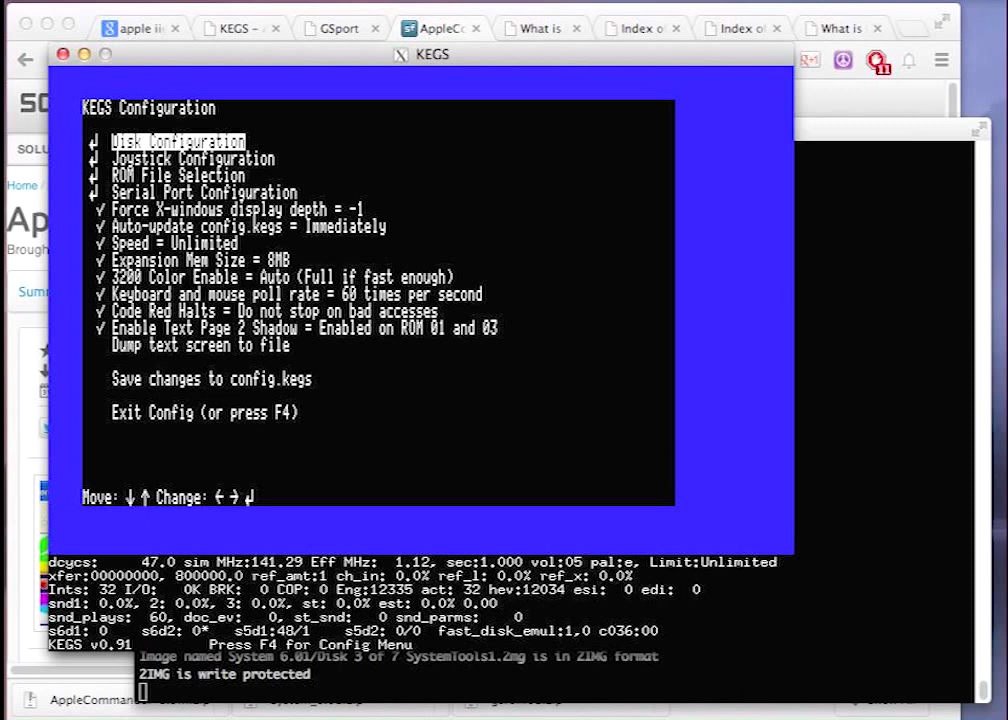 apple ii
KEGS –
GSport
AppleCo
What is
Index o
Index o
What is
KEGS
g+1
11
SO
SOLU
Home /
Ap
Brough
Summ
KEGS Configuration
Disk Configuration
Joystick Configuration
ROM File Selection
Serial Port Configuration
√ Force X-windows display depth = -1
√ Auto-update config.kegs = Immediately
√ Speed = Unlimited
√ Expansion Mem Size = 8MB
√ 3200 Color Enable = Auto (Full if fast enough)
√ Keyboard and mouse poll rate = 60 times per second
√ Code Red Halts = Do not stop on bad accesses
√ Enable Text Page 2 Shadow = Enabled on ROM 01 and 03
Dump text screen to file
Save changes to config.kegs
Exit Config (or press F4)
Move: ↓ ↑ Change: ← → ↲
dcycs: 47.0 sim MHz:141.29 Eff MHz: 1.12, sec:1.000 vol:05 pal:e, Limit:Unlimited
xfer:00000000, 800000.0 ref_amt:1 ch_in: 0.0% ref_l: 0.0% ref_x: 0.0%
Ints: 32 I/O: 0K BRK: 0 COP: 0 Eng:12335 act: 32 hev:12034 esi: 0 edi: 0
snd1: 0.0%, 2: 0.0%, 3: 0.0%, st: 0.0% est: 0.0% 0.00
snd_plays: 60, doc_ev: 0, st_snd: 0 snd_parms: 0
s6d1: 0 s6d2: 0* s5d1:48/1 s5d2: 0/0 fast_disk_emul:1,0 c036:00
KEGS v0.91 Press F4 for Config Menu
Image named System 6.01/Disk 3 of 7 SystemTools1.2mg is in 2IMG format
2IMG is write protected
AppleComman